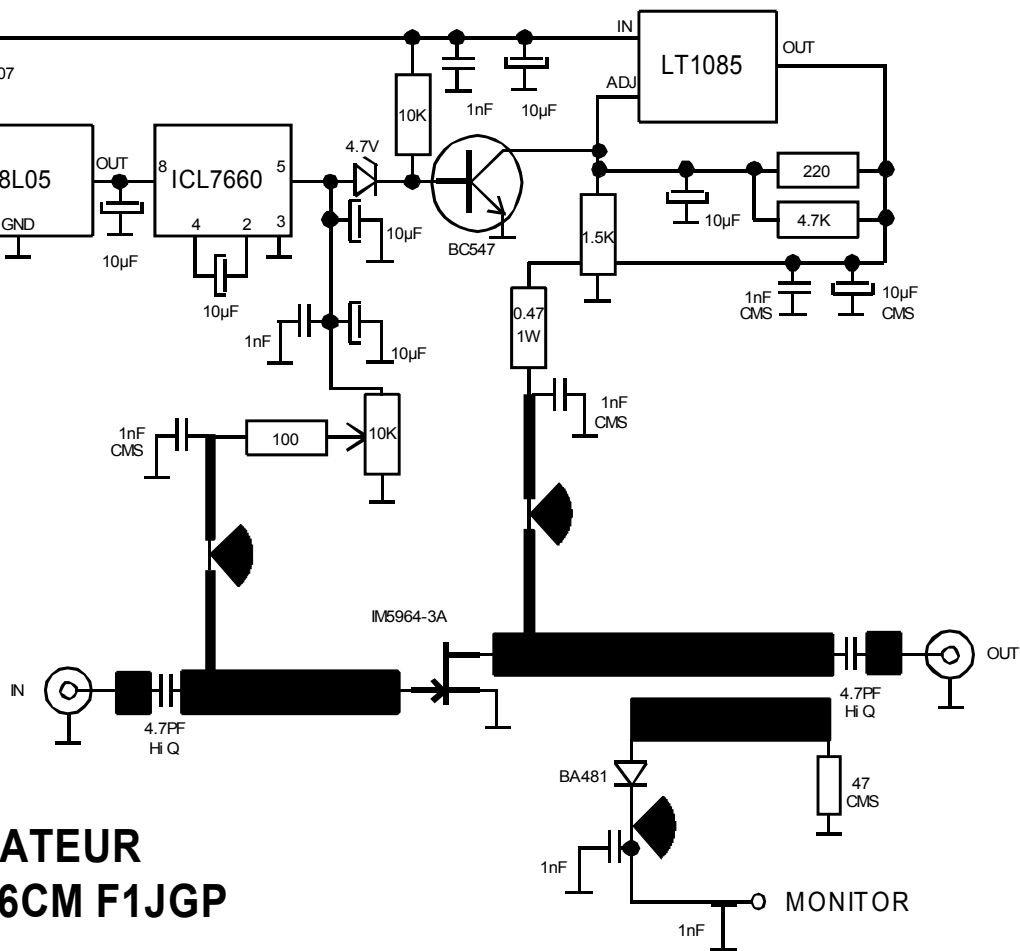 IN
OUT
LT1085
07
ADJ
1nF
10µF
10K
4.7V
8L05
OUT
8
ICL7660
5
220
GND
4
2
3
10µF
4.7K
10µF
BC547
1.5K
10µF
10µF
1nF
CMS
10µF
CMS
0.47
1W
1nF
10µF
1nF
CMS
1nF
CMS
100
10K
IM5964-3A
OUT
IN
4.7PF
Hi Q
4.7PF
Hi Q
BA481
47
CMS
ATEUR
6CM F1JGP
1nF
MONITOR
1nF